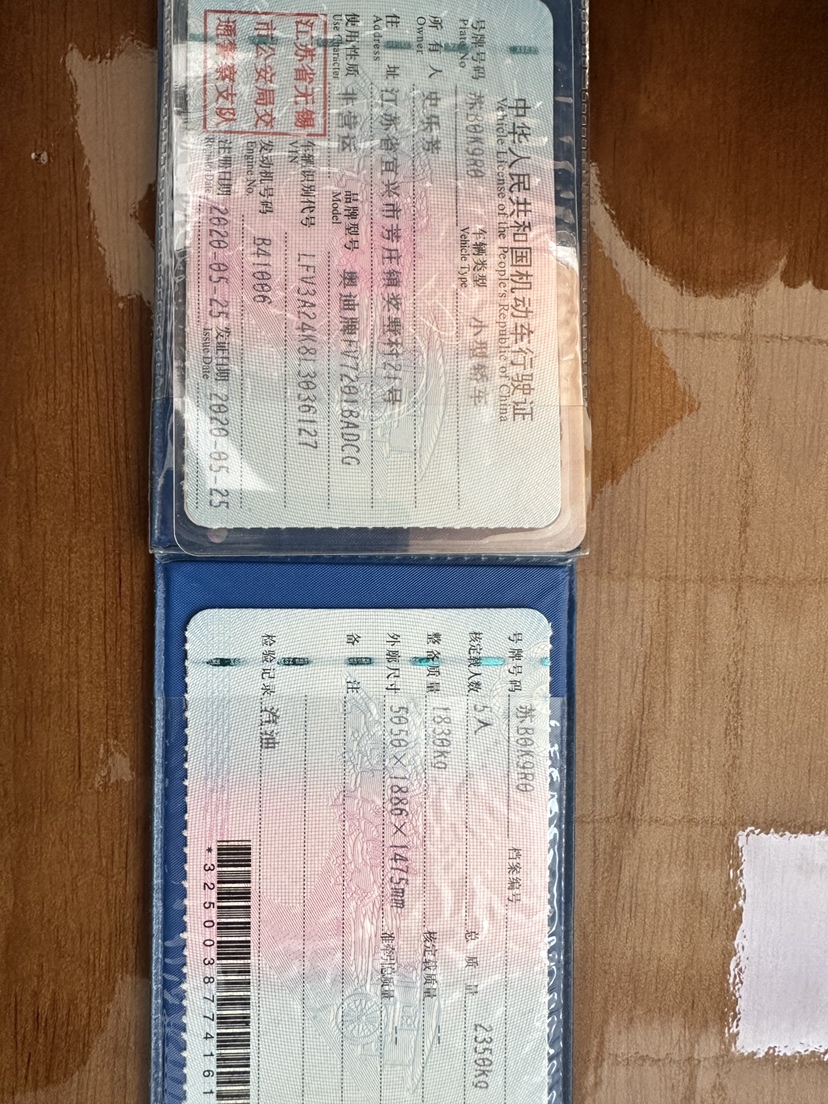 中华人民共和国机动车行驶证
Vehicle License of the People's Republic of China
号牌号码 苏B0K9R0 车辆类型 小型轿车
Plate No. Vehicle Type
所有人 史乐芳
Owner
住址 江苏省宜兴市芳庄镇奖墅村21号
Address
使用性质 非营运 品牌型号 奥迪牌FV7201BADCG
Use Character Model
江苏省无锡
市公安局交
通警察支队
车辆识别代号 LFV3A24K8L3036127
VIN
发动机号码 B41006
Engine No.
注册日期 2020-05-25 发证日期 2020-05-25
Register Date Issue Date
号牌号码 苏B0K9R0 档案编号
核定载人数 5人 总质量 2350kg
整备质量 1830kg 核定载质量 --
外廓尺寸 5050×1886×1475mm 准牵引总质量 --
备注
检验记录 汽油
*3250038774161